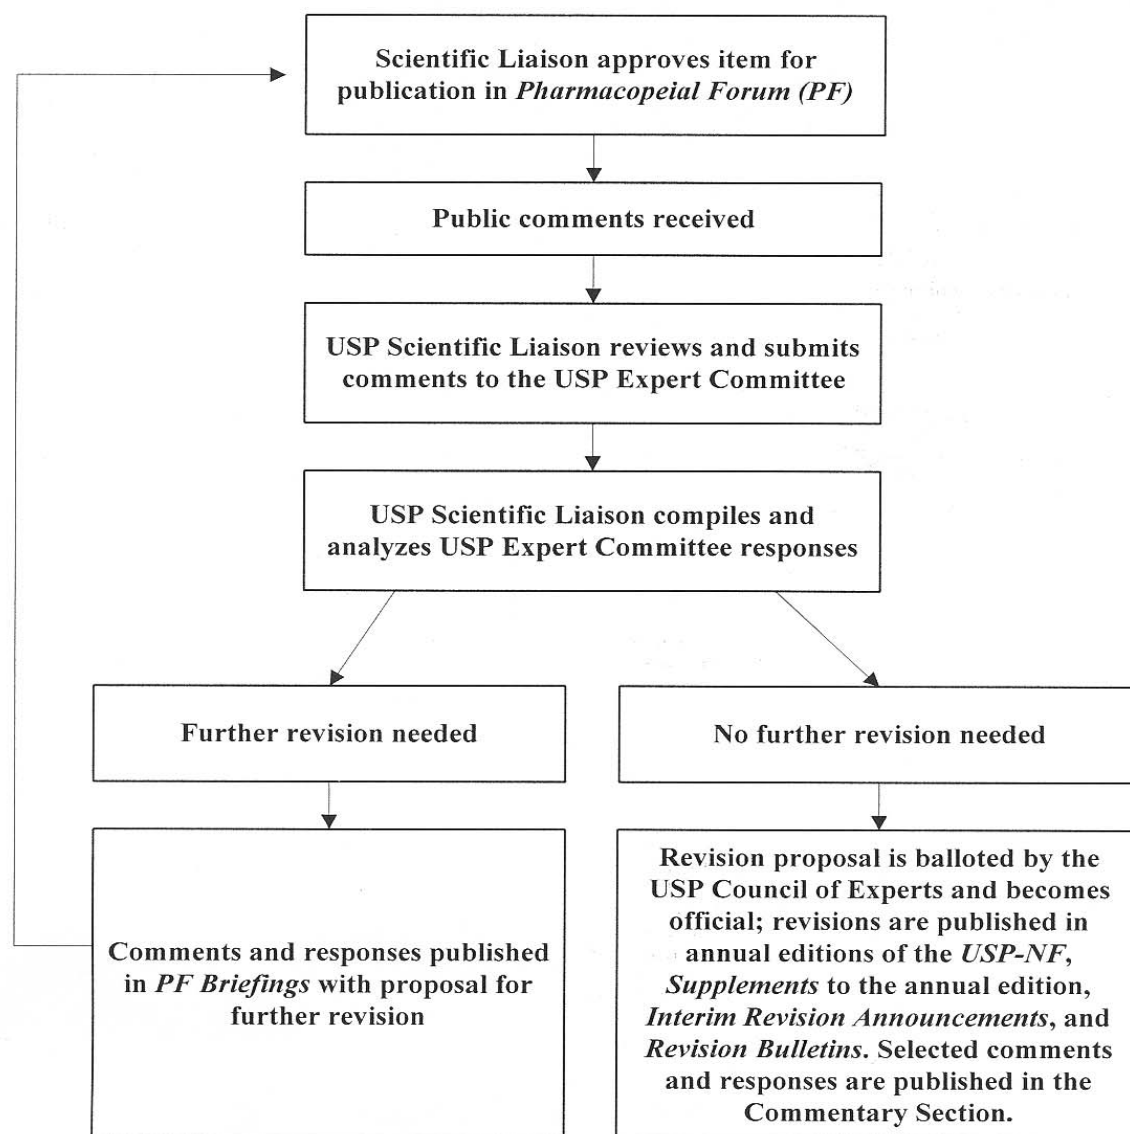 Scientific Liaison approves item for
publication in Pharmacopeial Forum (PF)
Public comments received
USP Scientific Liaison reviews and submits
comments to the USP Expert Committee
USP Scientific Liaison compiles and
analyzes USP Expert Committee responses
Further revision needed
No further revision needed
Comments and responses published
in PF Briefings with proposal for
further revision
Revision proposal is balloted by the
USP Council of Experts and becomes
official; revisions are published in
annual editions of the USP-NF,
Supplements to the annual edition,
Interim Revision Announcements, and
Revision Bulletins. Selected comments
and responses are published in the
Commentary Section.